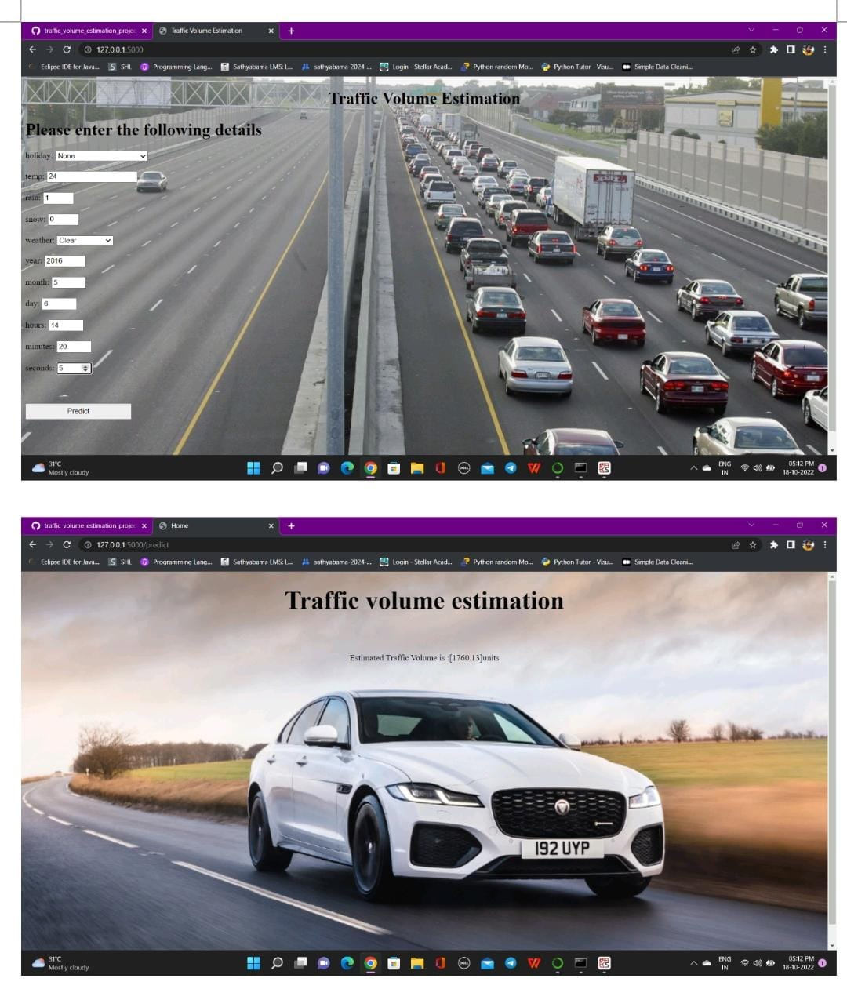 traffic_volume_estimation_projec
Traffic Volume Estimation
127.0.0.1:5000
Eclipse IDE for Java... SHL Programming Lang... Sathyabama LMS: L... sathyabama-2024-... Login - Stellar Acad... Python random Mo... Python Tutor - Visu... Simple Data Cleani...
Traffic Volume Estimation
Please enter the following details
holiday: None
temp: 24
rain: 1
snow: 0
weather: Clear
year: 2016
month: 5
day: 6
hours: 14
minutes: 20
seconds: 5
Predict
31°C
Mostly cloudy
DELL
ENG
IN
05:12 PM
18-10-2022
1
traffic_volume_estimation_projec
Home
127.0.0.1:5000/predict
Eclipse IDE for Java... SHL Programming Lang... Sathyabama LMS: L... sathyabama-2024-... Login - Stellar Acad... Python random Mo... Python Tutor - Visu... Simple Data Cleani...
Traffic volume estimation
Estimated Traffic Volume is :[1760.13]units
192 UYP
31°C
Mostly cloudy
DELL
ENG
IN
05:12 PM
18-10-2022
1